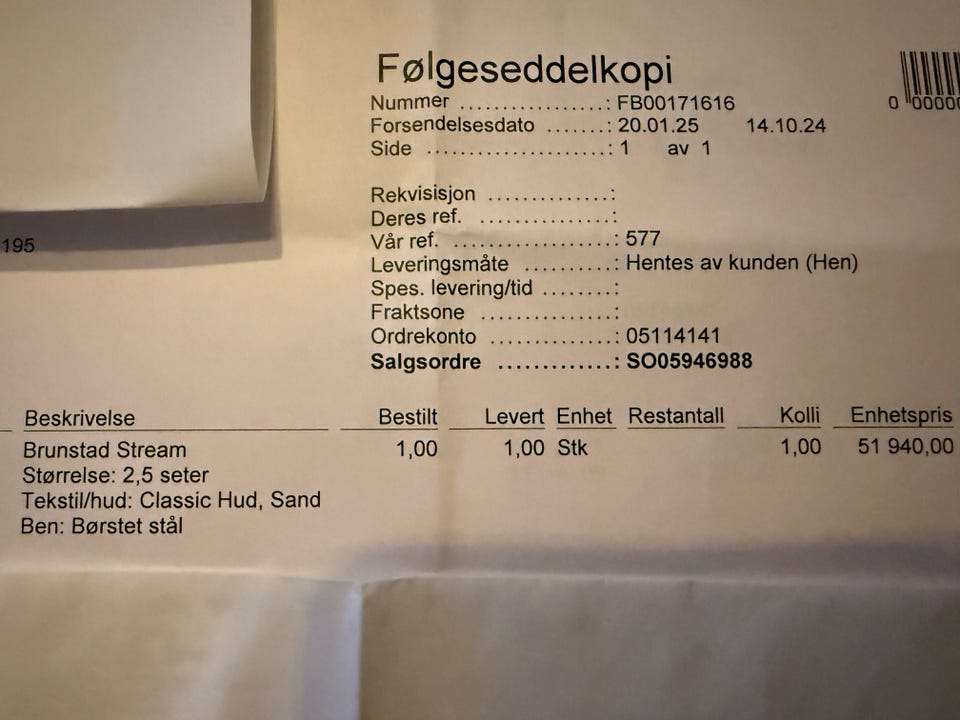 Følgeseddelkopi
Nummer .................: FB00171616
Forsendelsesdato .......: 20.01.25 14.10.24
Side .....................: 1 av 1
Rekvisisjon ..............:
Deres ref. ...............:
Vår ref. ..................: 577
Leveringsmåte ..........: Hentes av kunden (Hen)
Spes. levering/tid ........:
Fraktsone ...............:
Ordrekonto ..............: 05114141
Salgsordre .............: SO05946988
195
Beskrivelse Bestilt Levert Enhet Restantall Kolli Enhetspris
Brunstad Stream 1,00 1,00 Stk 1,00 51 940,00
Størrelse: 2,5 seter
Tekstil/hud: Classic Hud, Sand
Ben: Børstet stål